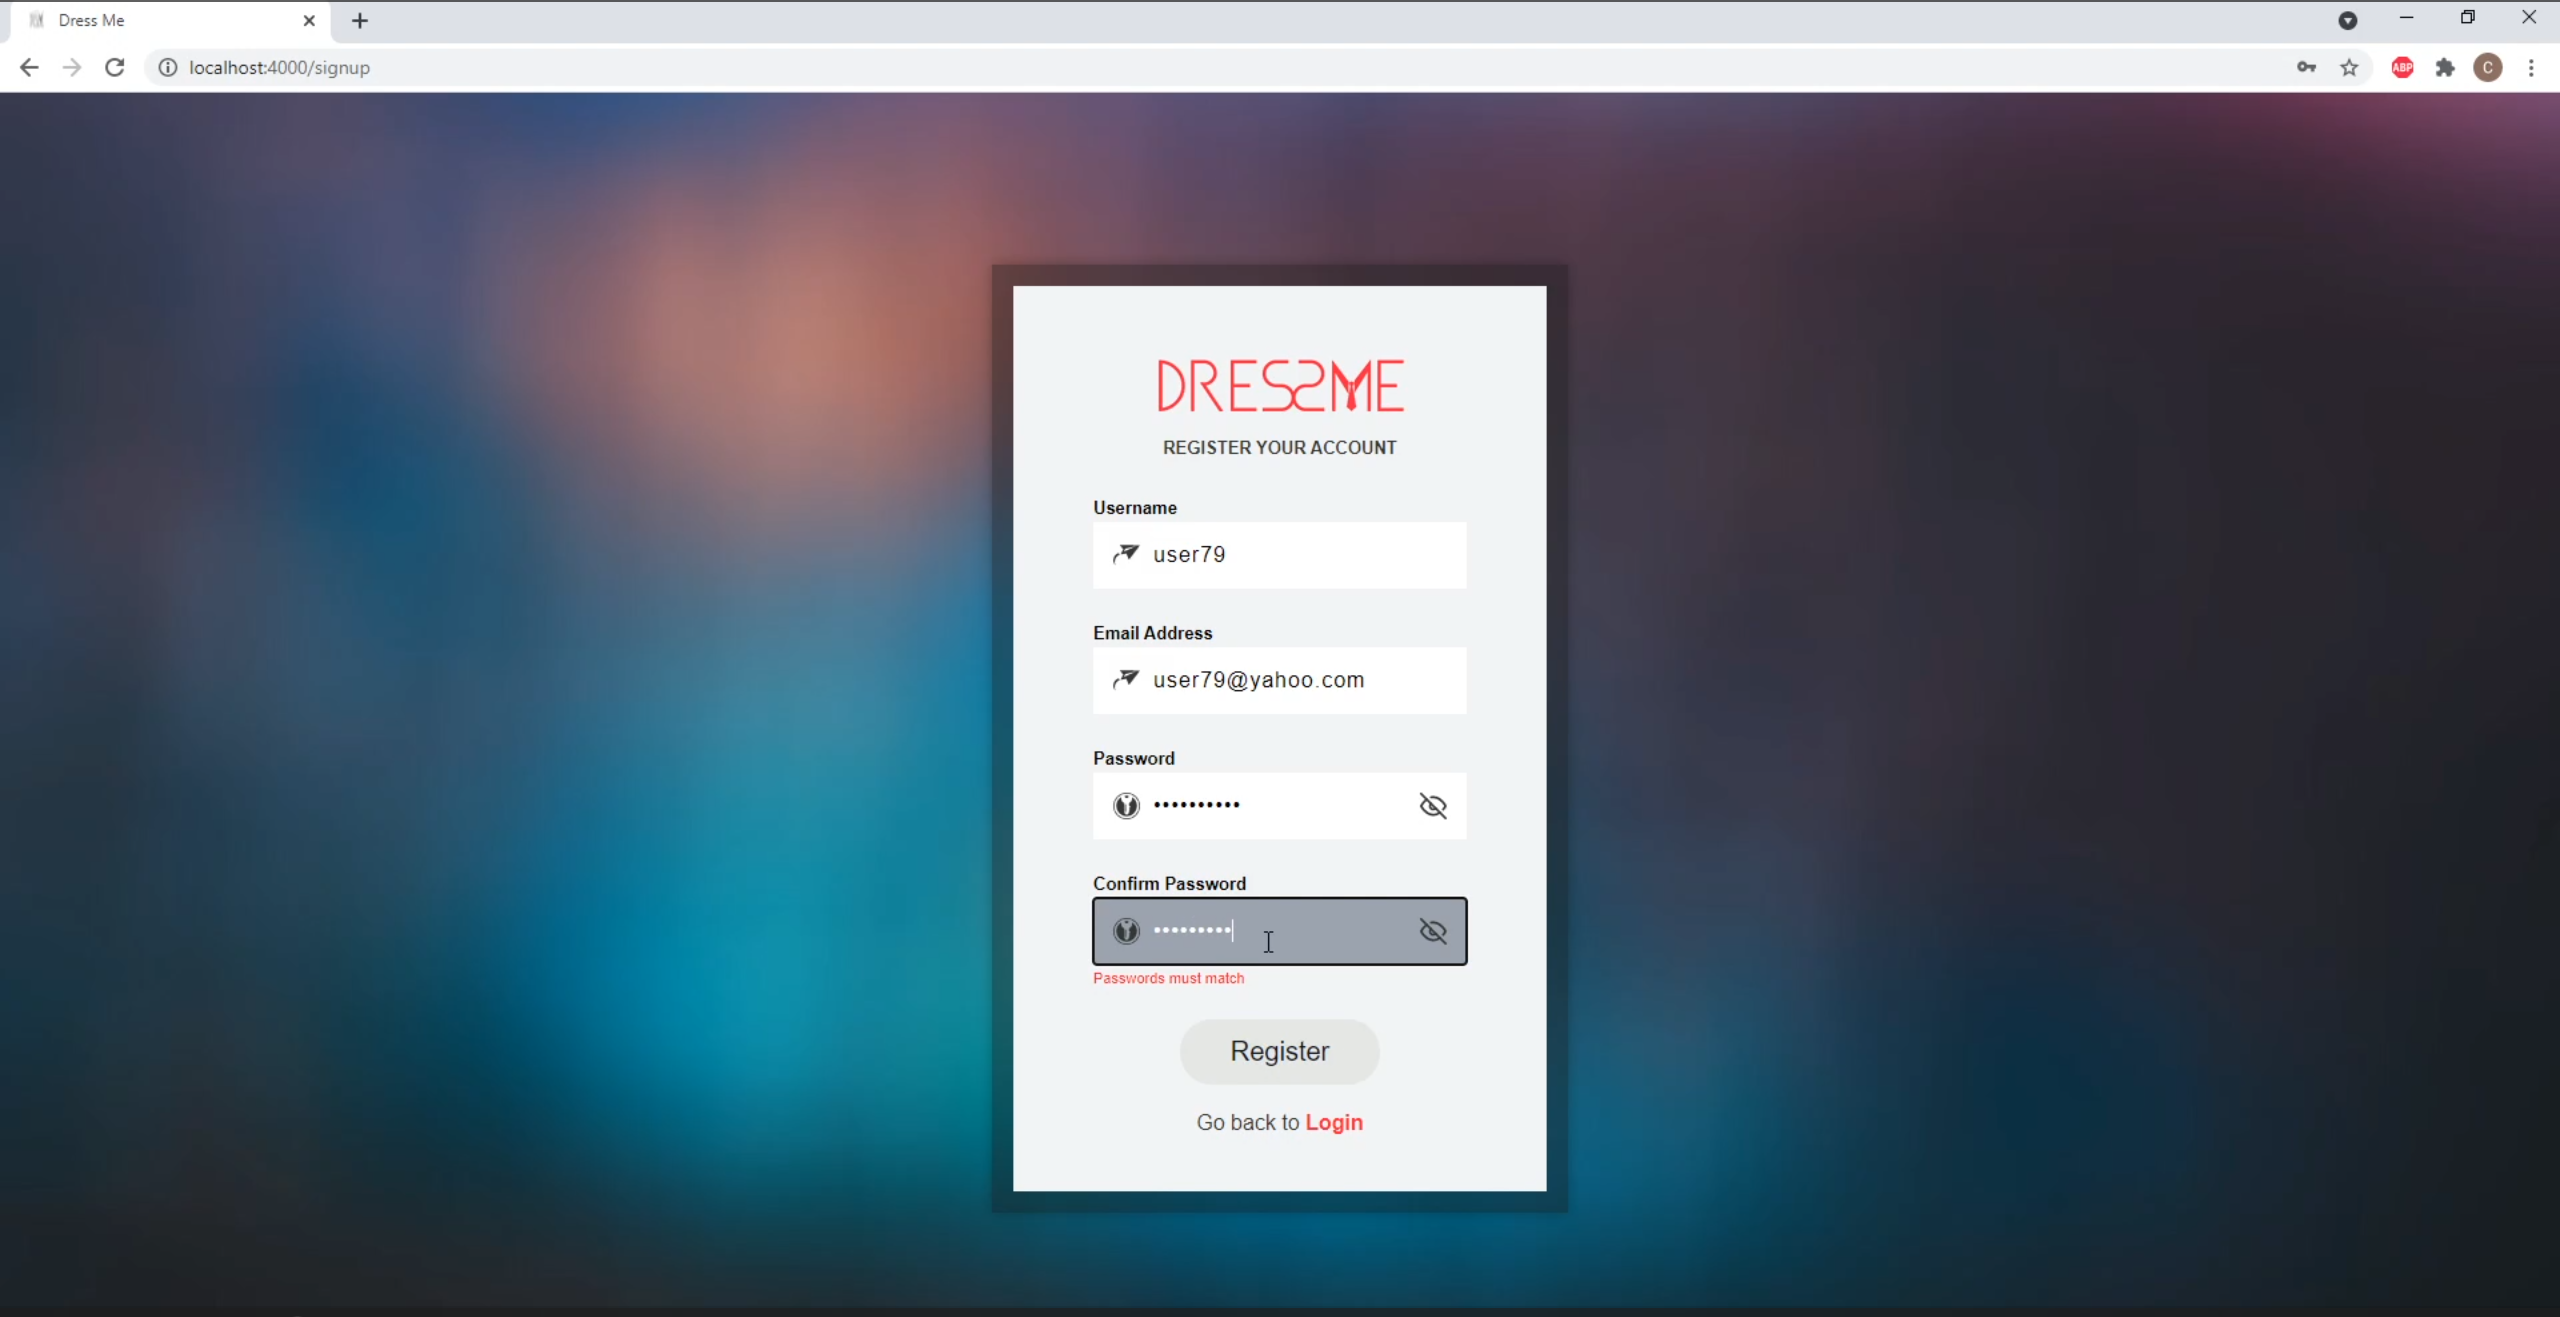 Dress Me
localhost:4000/signup
ABP
C
DRESSME
REGISTER YOUR ACCOUNT
Username
user79
Email Address
user79@yahoo.com
Password
••••••••••
Confirm Password
•••••••••
Passwords must match
Register
Go back to Login